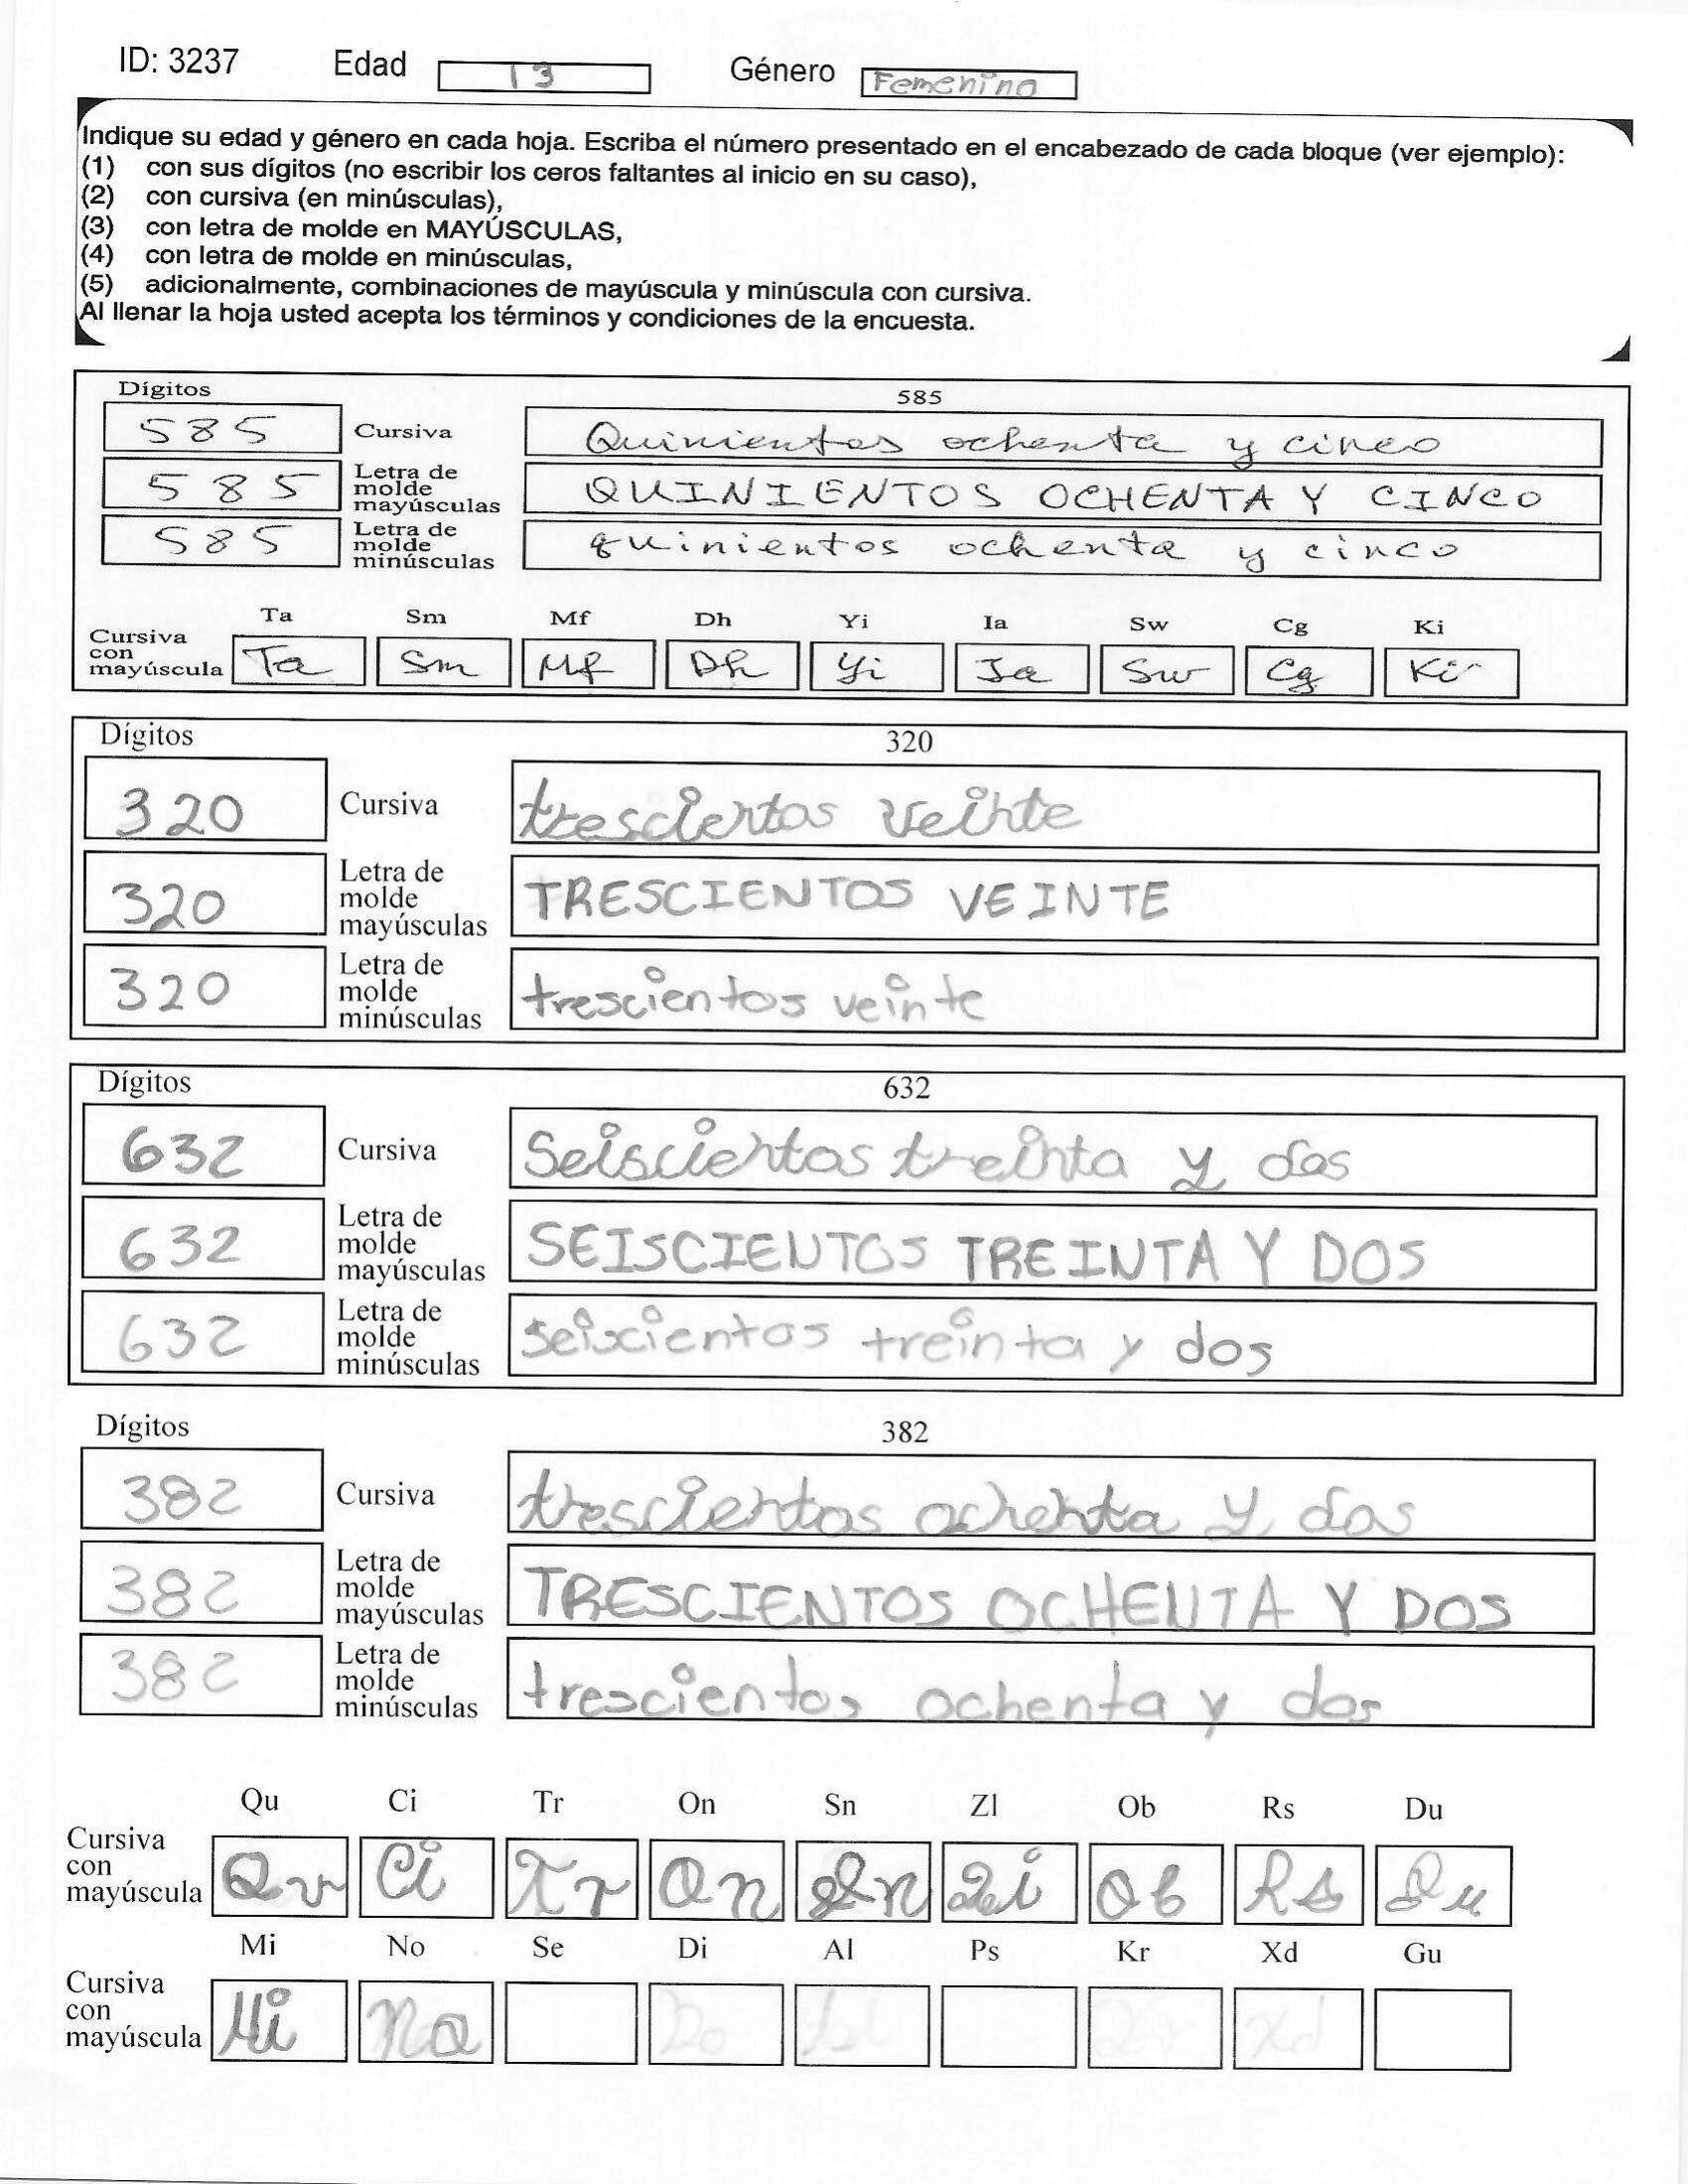 ID: 3237 Edad 13 Género Femenino
Indique su edad y género en cada hoja. Escriba el número presentado en el encabezado de cada bloque (ver ejemplo):
(1) con sus dígitos (no escribir los ceros faltantes al inicio en su caso),
(2) con cursiva (en minúsculas),
(3) con letra de molde en MAYÚSCULAS,
(4) con letra de molde en minúsculas,
(5) adicionalmente, combinaciones de mayúscula y minúscula con cursiva.
Al llenar la hoja usted acepta los términos y condiciones de la encuesta.
Dígitos 585
585 Cursiva Quinientos ochenta y cinco
585 Letra de molde mayúsculas QUINIENTOS OCHENTA Y CINCO
585 Letra de molde minúsculas quinientos ochenta y cinco
Ta Sm Mf Dh Yi Ia Sw Cg Ki
Cursiva con mayúscula Ta Sm Mf Dh Yi Ia Sw Cg Ki
Dígitos 320
320 Cursiva trescientos veinte
320 Letra de molde mayúsculas TRESCIENTOS VEINTE
320 Letra de molde minúsculas trescientos veinte
Dígitos 632
632 Cursiva Seiscientos treinta y dos
632 Letra de molde mayúsculas SEISCIENTOS TREINTA Y DOS
632 Letra de molde minúsculas seiscientos treinta y dos
Dígitos 382
382 Cursiva trescientos ochenta y dos
382 Letra de molde mayúsculas TRESCIENTOS OCHENTA Y DOS
382 Letra de molde minúsculas trescientos ochenta y dos
Qu Ci Tr On Sn Zl Ob Rs Du
Cursiva con mayúscula Qu Ci Tr On Sn Zi Ob Rs Du
Mi No Se Di Al Ps Kr Xd Gu
Cursiva con mayúscula Mi No Xd